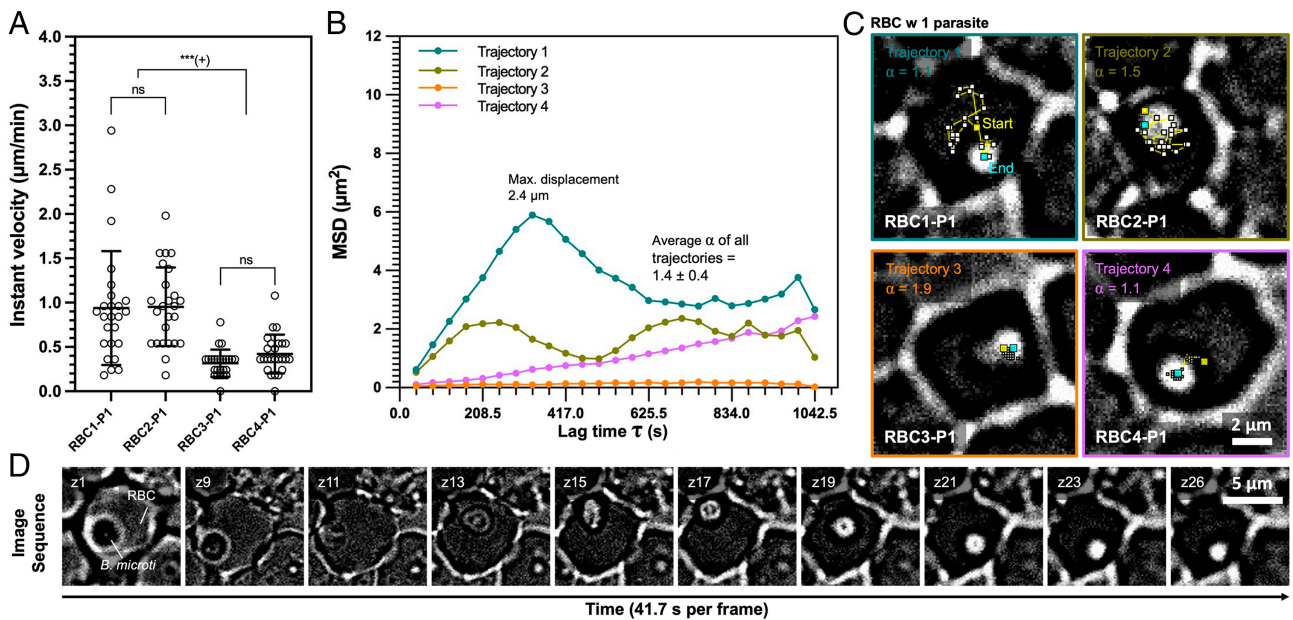 A
4.0
3.5
3.0
2.5
2.0
1.5
1.0
0.5
0.0
Instant velocity (µm/min)
***(+)
ns
ns
RBC1-P1
RBC2-P1
RBC3-P1
RBC4-P1
B
12
10
8
6
4
2
0
MSD (µm²)
Trajectory 1
Trajectory 2
Trajectory 3
Trajectory 4
Max. displacement
2.4 µm
Average α of all
trajectories =
1.4 ± 0.4
0.0
208.5
417.0
625.5
834.0
1042.5
Lag time τ (s)
C
RBC w 1 parasite
Trajectory 1
α = 1.1
Start
End
RBC1-P1
Trajectory 2
α = 1.5
RBC2-P1
Trajectory 3
α = 1.9
RBC3-P1
Trajectory 4
α = 1.1
2 µm
RBC4-P1
D
Image
Sequence
z1
RBC
B. microti
z9
z11
z13
z15
z17
z19
z21
z23
z26
5 µm
Time (41.7 s per frame)